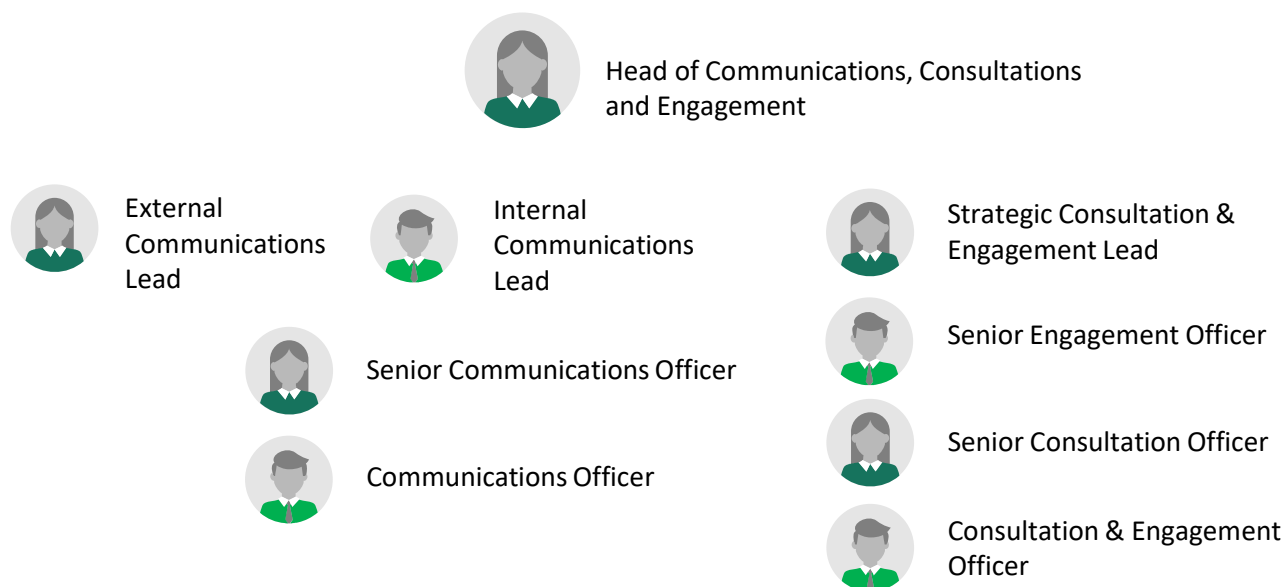 Head of Communications, Consultations
and Engagement
External
Communications
Lead
Internal
Communications
Lead
Strategic Consultation &
Engagement Lead
Senior Communications Officer
Communications Officer
Senior Engagement Officer
Senior Consultation Officer
Consultation & Engagement
Officer